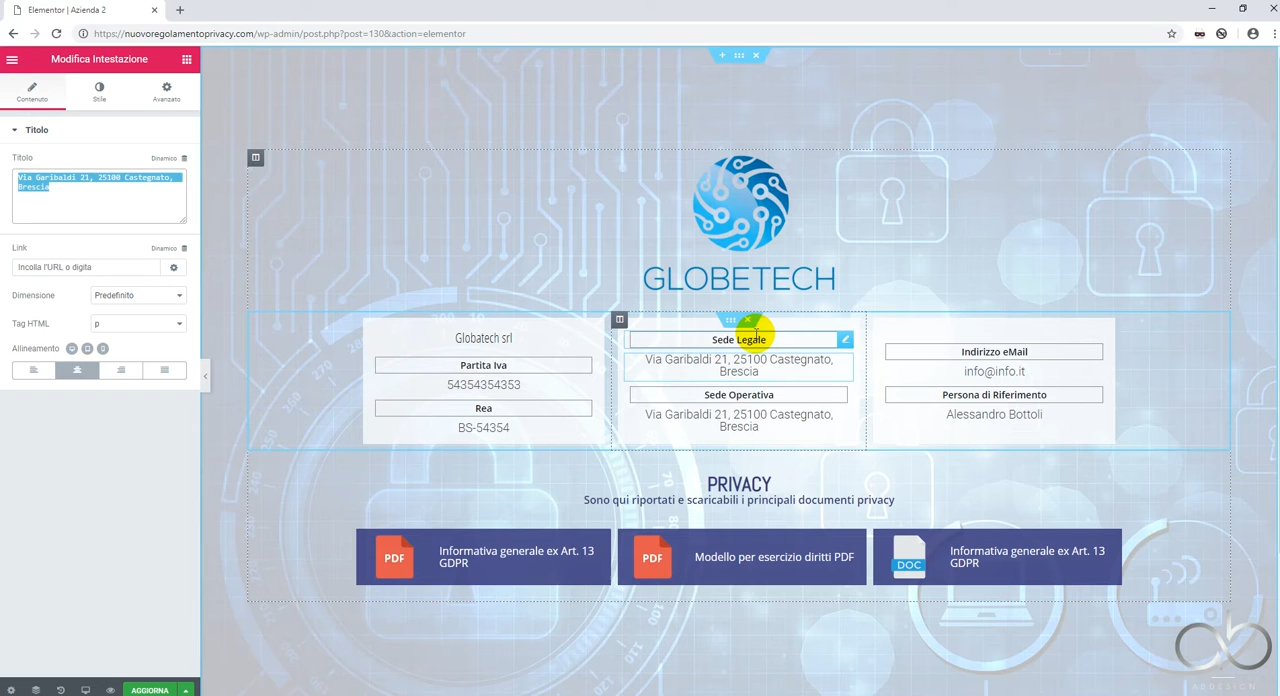 Elementor | Azienda 2
https://nuovoregolamentoprivacy.com/wp-admin/post.php?post=130&action=elementor
Modifica Intestazione
Contenuto
Stile
Avanzato
Titolo
Titolo
Dinamico
Via Garibaldi 21, 25100 Castegnato,
Brescia
Link
Dinamico
Incolla l'URL o digita
Dimensione
Predefinito
Tag HTML
p
Allineamento
AGGIORNA
GLOBETECH
Globatech srl
Partita Iva
54354354353
Rea
BS-54354
Sede Legale
Via Garibaldi 21, 25100 Castegnato,
Brescia
Sede Operativa
Via Garibaldi 21, 25100 Castegnato,
Brescia
Indirizzo eMail
info@info.it
Persona di Riferimento
Alessandro Bottoli
PRIVACY
Sono qui riportati e scaricabili i principali documenti privacy
PDF
Informativa generale ex Art. 13
GDPR
PDF
Modello per esercizio diritti PDF
DOC
Informativa generale ex Art. 13
GDPR
ABDESIGN